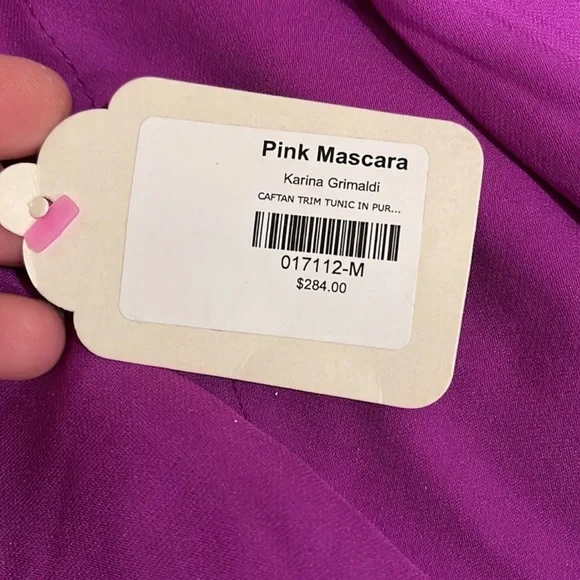 Pink Mascara
Karina Grimaldi
CAFTAN TRIM TUNIC IN PUR...
017112-M
$284.00